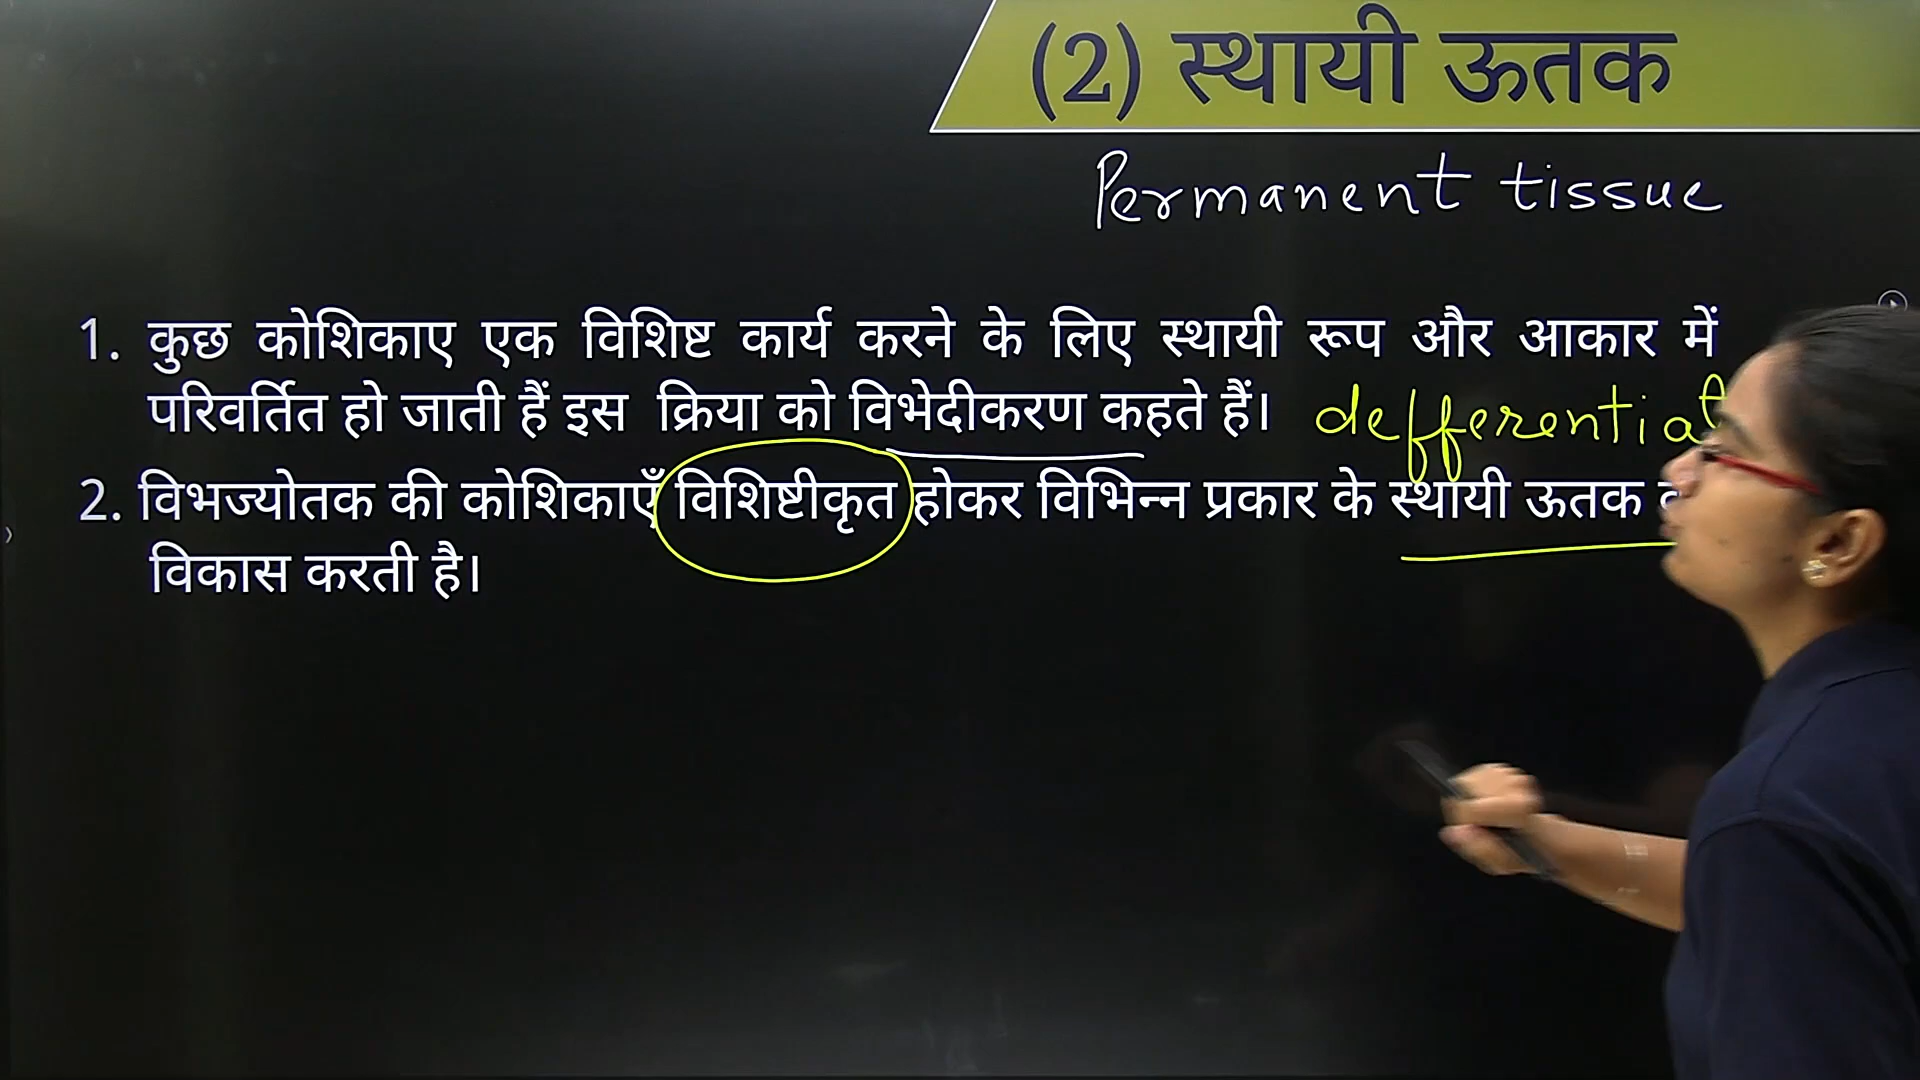 (2) स्थायी ऊतक
Permanent tissue
1. कुछ कोशिकाए एक विशिष्ट कार्य करने के लिए स्थायी रूप और आकार में
परिवर्तित हो जाती हैं इस क्रिया को विभेदीकरण कहते हैं। defferential
2. विभज्योतक की कोशिकाएँ विशिष्टीकृत होकर विभिन्न प्रकार के स्थायी ऊतक
विकास करती है।